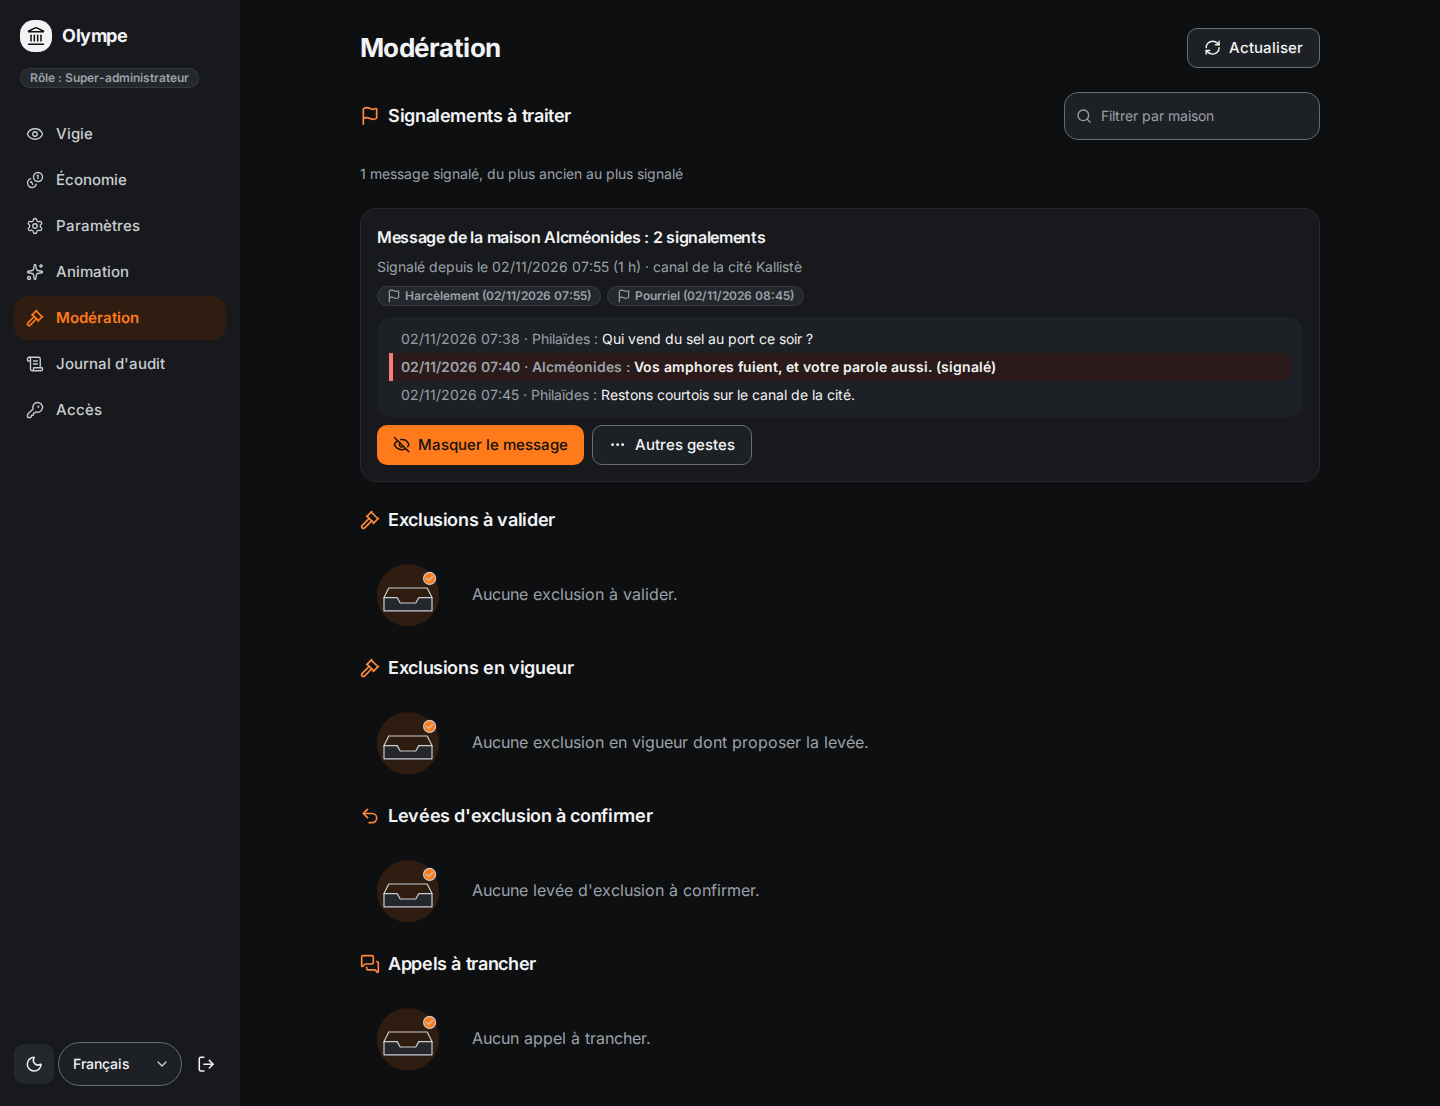 Olympe
Rôle : Super-administrateur
Vigie
Économie
Paramètres
Animation
Modération
Journal d'audit
Accès
Français
Modération
Actualiser
Signalements à traiter
Filtrer par maison
1 message signalé, du plus ancien au plus signalé
Message de la maison Alcméonides : 2 signalements
Signalé depuis le 02/11/2026 07:55 (1 h) · canal de la cité Kallistè
Harcèlement (02/11/2026 07:55)
Pourriel (02/11/2026 08:45)
02/11/2026 07:38 · Philaïdes : Qui vend du sel au port ce soir ?
02/11/2026 07:40 · Alcméonides : Vos amphores fuient, et votre parole aussi. (signalé)
02/11/2026 07:45 · Philaïdes : Restons courtois sur le canal de la cité.
Masquer le message
Autres gestes
Exclusions à valider
Aucune exclusion à valider.
Exclusions en vigueur
Aucune exclusion en vigueur dont proposer la levée.
Levées d'exclusion à confirmer
Aucune levée d'exclusion à confirmer.
Appels à trancher
Aucun appel à trancher.